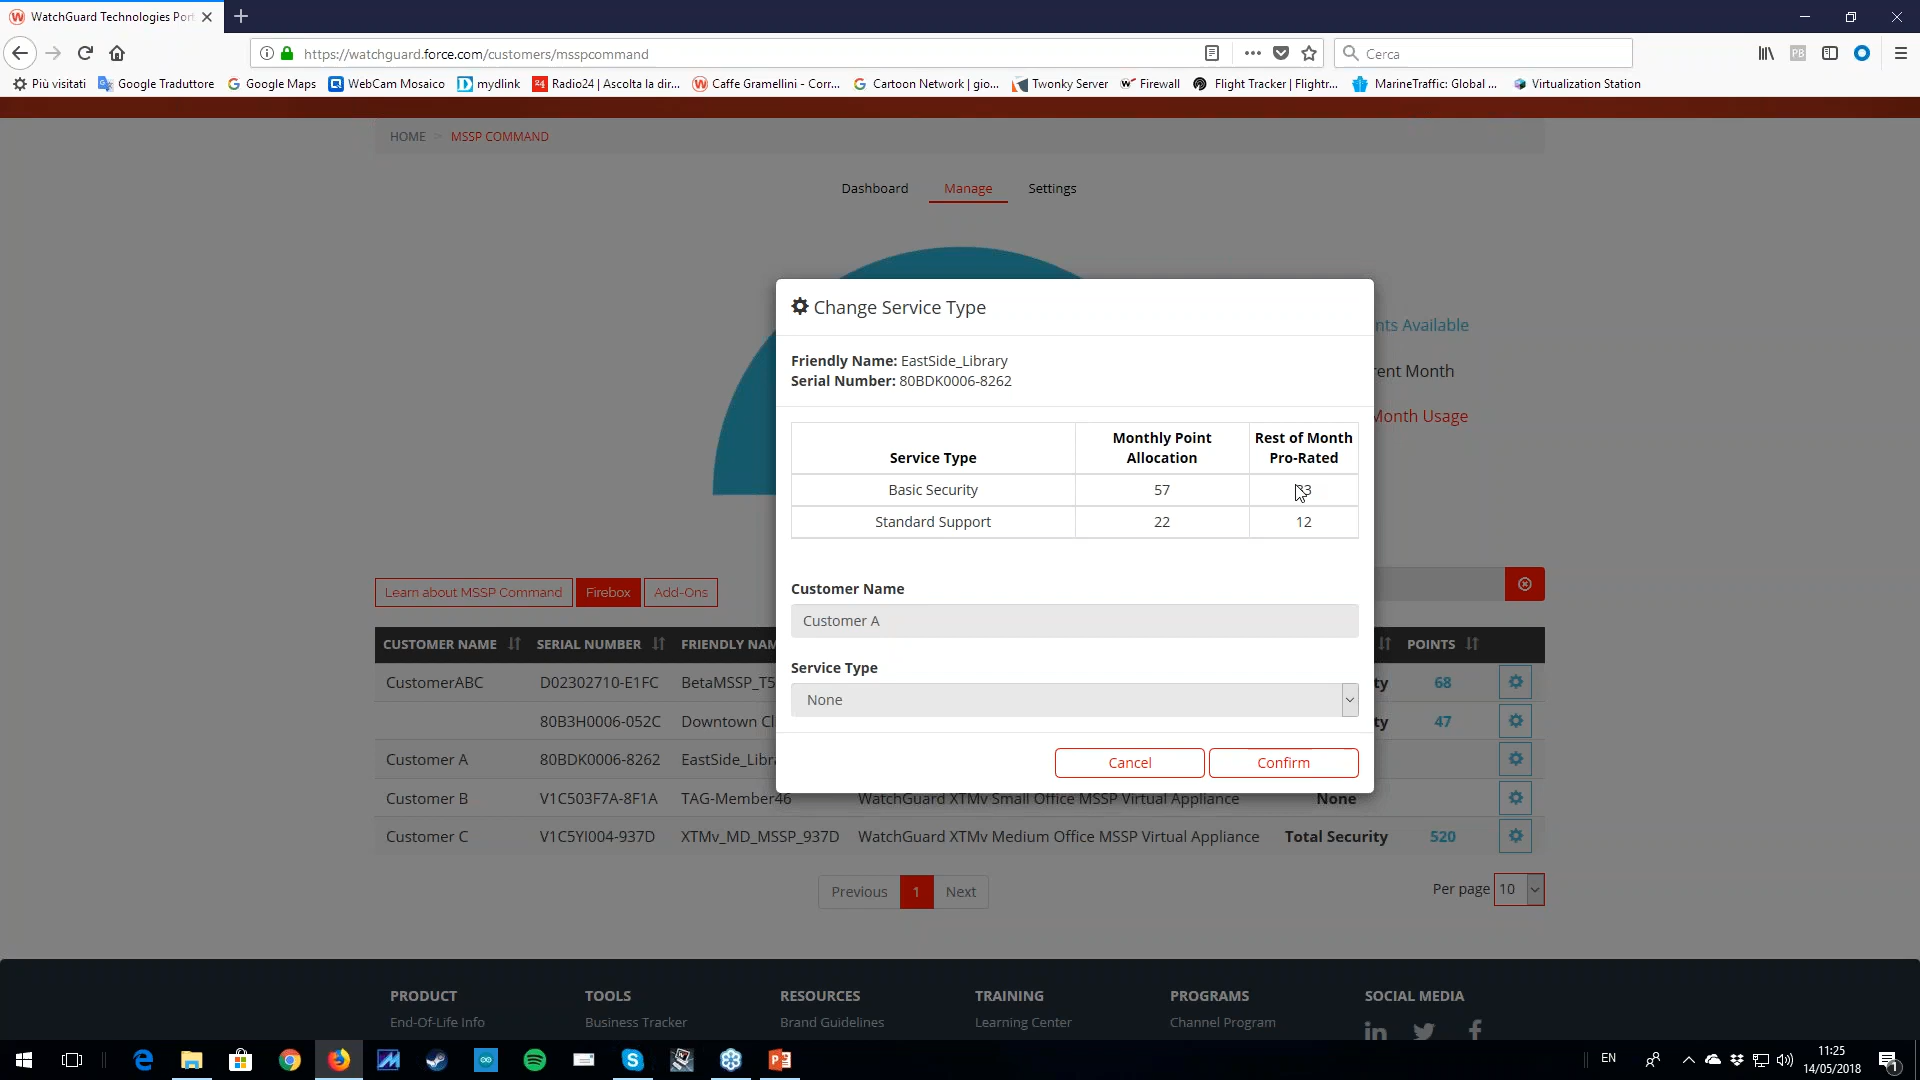 WatchGuard Technologies Port
https://watchguard.force.com/customers/msspcommand
Cerca
Più visitati
Google Traduttore
Google Maps
WebCam Mosaico
mydlink
Radio24 | Ascolta la dir...
Caffe Gramellini - Corr...
Cartoon Network | gio...
Twonky Server
Firewall
Flight Tracker | Flightr...
MarineTraffic: Global ...
Virtualization Station
HOME > MSSP COMMAND
Dashboard
Manage
Settings
nts Available
rent Month
Month Usage
Change Service Type
Friendly Name: EastSide_Library
Serial Number: 80BDK0006-8262
Service Type
Monthly Point
Allocation
Rest of Month
Pro-Rated
Basic Security
57
Standard Support
22
12
Customer Name
Customer A
Service Type
None
Cancel
Confirm
Learn about MSSP Command
Firebox
Add-Ons
CUSTOMER NAME
SERIAL NUMBER
FRIENDLY NAM
POINTS
CustomerABC
D02302710-E1FC
BetaMSSP_T5
ty
68
80B3H0006-052C
Downtown Cl
ty
47
Customer A
80BDK0006-8262
EastSide_Libra
Customer B
V1C503F7A-8F1A
TAG-Member46
WatchGuard XTMv Small Office MSSP Virtual Appliance
None
Customer C
V1C5YI004-937D
XTMv_MD_MSSP_937D
WatchGuard XTMv Medium Office MSSP Virtual Appliance
Total Security
520
Previous
1
Next
Per page
10
PRODUCT
TOOLS
RESOURCES
TRAINING
PROGRAMS
SOCIAL MEDIA
End-Of-Life Info
Business Tracker
Brand Guidelines
Learning Center
Channel Program
EN
11:25
14/05/2018